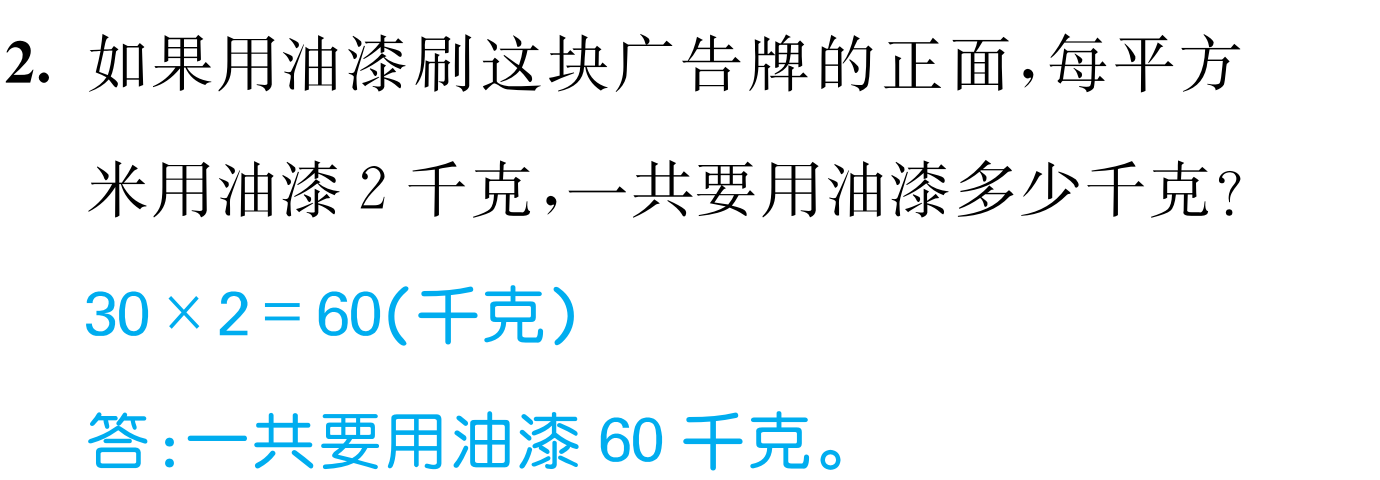 2. 如果用油漆刷这块广告牌的正面,每平方
米用油漆 2 千克,一共要用油漆多少千克?
30 × 2 = 60(千克)
答:一共要用油漆 60 千克。